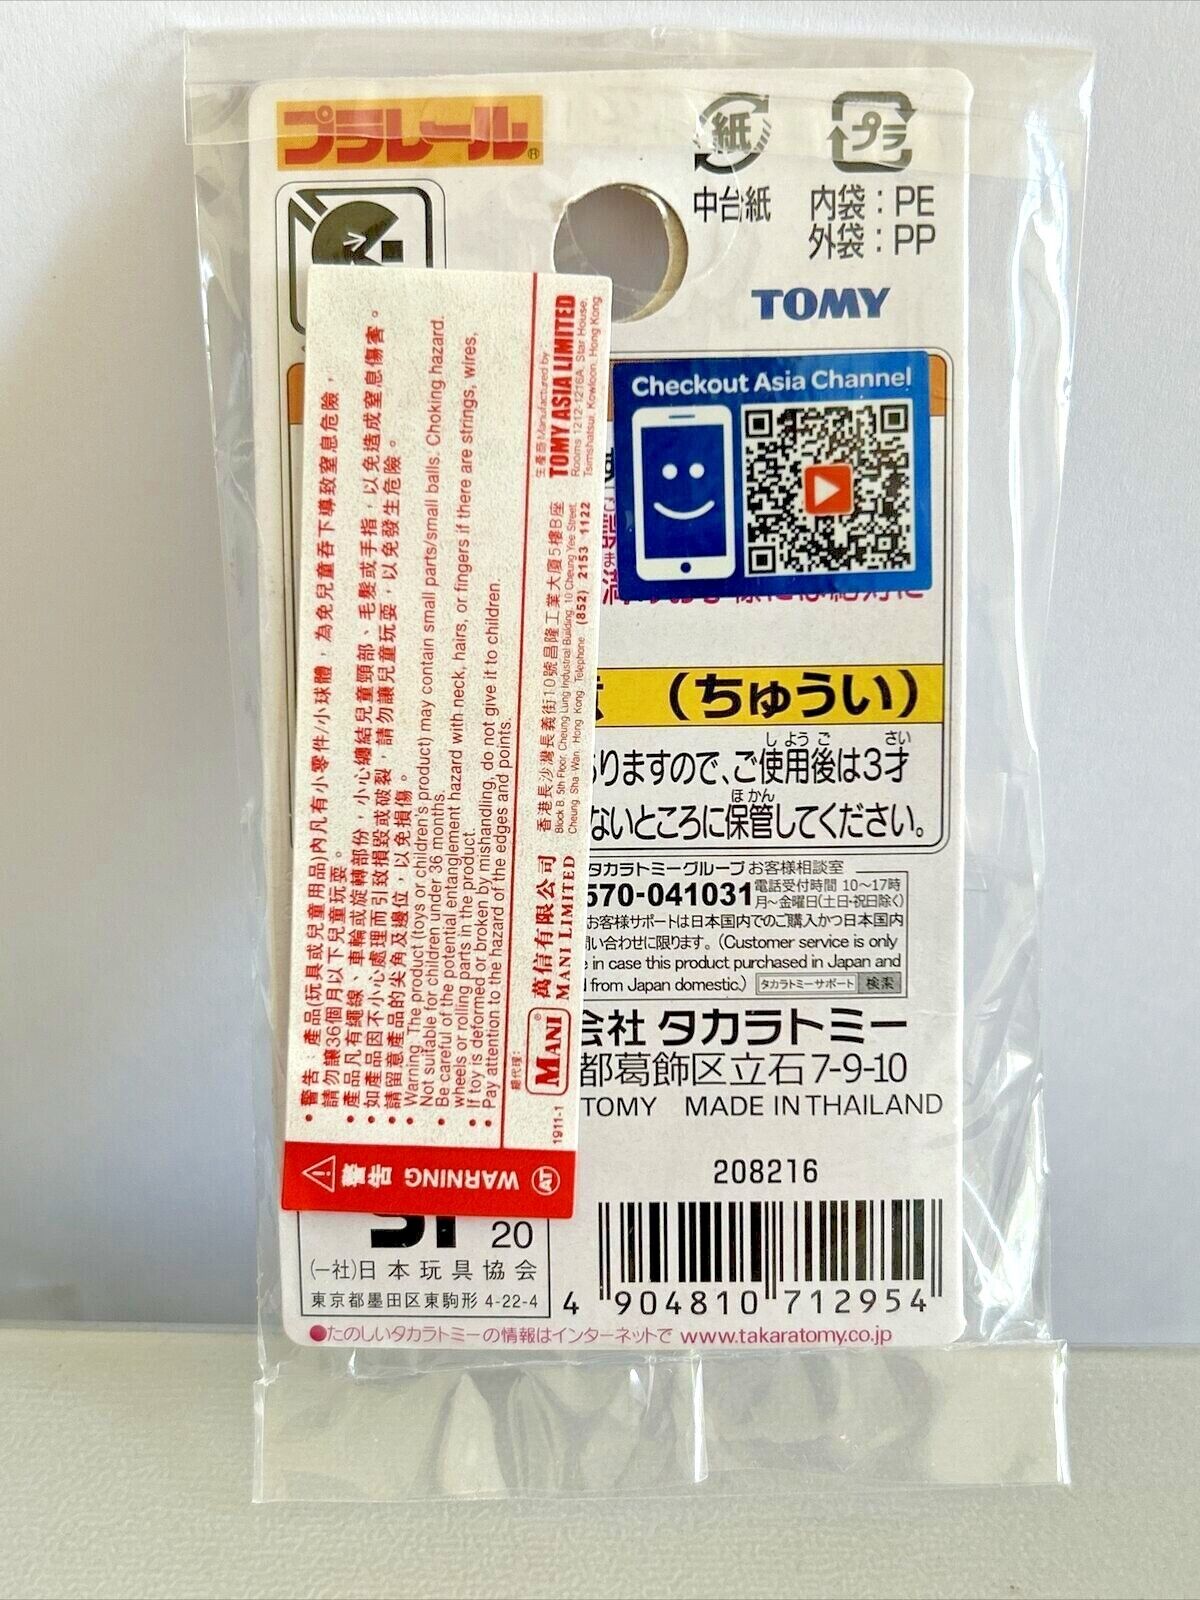 プラレール®
紙
プラ
中台紙
内袋：PE
外袋：PP
TOMY
Checkout Asia Channel
（ちゅうい）
ありますので、ご使用後は3才
しようご さい
ないところに保管してください。
ほかん
タカラトミーグループ お客様相談室
570-041031 電話受付時間 10〜17時
月〜金曜日(土日・祝日除く)
お客様サポートは日本国内でのご購入かつ日本国内
い合わせに限ります。（Customer service is only
in case this product purchased in Japan and
from Japan domestic.）
タカラトミーサポート 検索
会社 タカラトミー
都葛飾区立石7-9-10
TOMY MADE IN THAILAND
208216
4 904810 712954
20
(一社)日本玩具協会
東京都墨田区東駒形 4-22-4
●たのしいタカラトミーの情報はインターネットで www.takaratomy.co.jp
警告 WARNING AT
• 警告：產品(玩具或兒童用品)內凡有小零件/小球體，為免兒童吞下導致窒息危險，
請勿讓36個月以下兒童玩耍。
• 產品凡有繩線、車輪或旋轉部份，小心纏結兒童頸部、毛髮或手指，以免造成窒息傷害。
• 如產品因不小心處理而引致損毀或破裂，請勿讓兒童玩耍，以免發生危險。
• 請留意產品的尖角及邊位，以免損傷。
• Warning: The product (toys or children's product) may contain small parts/small balls. Choking hazard.
Not suitable for children under 36 months.
• Be careful of the potential entanglement hazard with neck, hairs, or fingers if there are strings, wires,
wheels or rolling parts in the product.
• If toy is deformed or broken by mishandling, do not give it to children.
• Pay attention to the hazard of the edges and points.
1911-1
總代理：
MANI®
萬信有限公司
MANI LIMITED
香港長沙灣長義街10號昌隆工業大廈5樓B座
Block B, 5th Floor, Cheung Lung Industrial Building, 10 Cheung Yee Street,
Cheung Sha Wan, Hong Kong. Telephone (852) 2153 1122
生產商 Manufactured by
TOMY ASIA LIMITED
Rooms 1212-1216A, Star House,
Tsimshatsui, Kowloon, Hong Kong